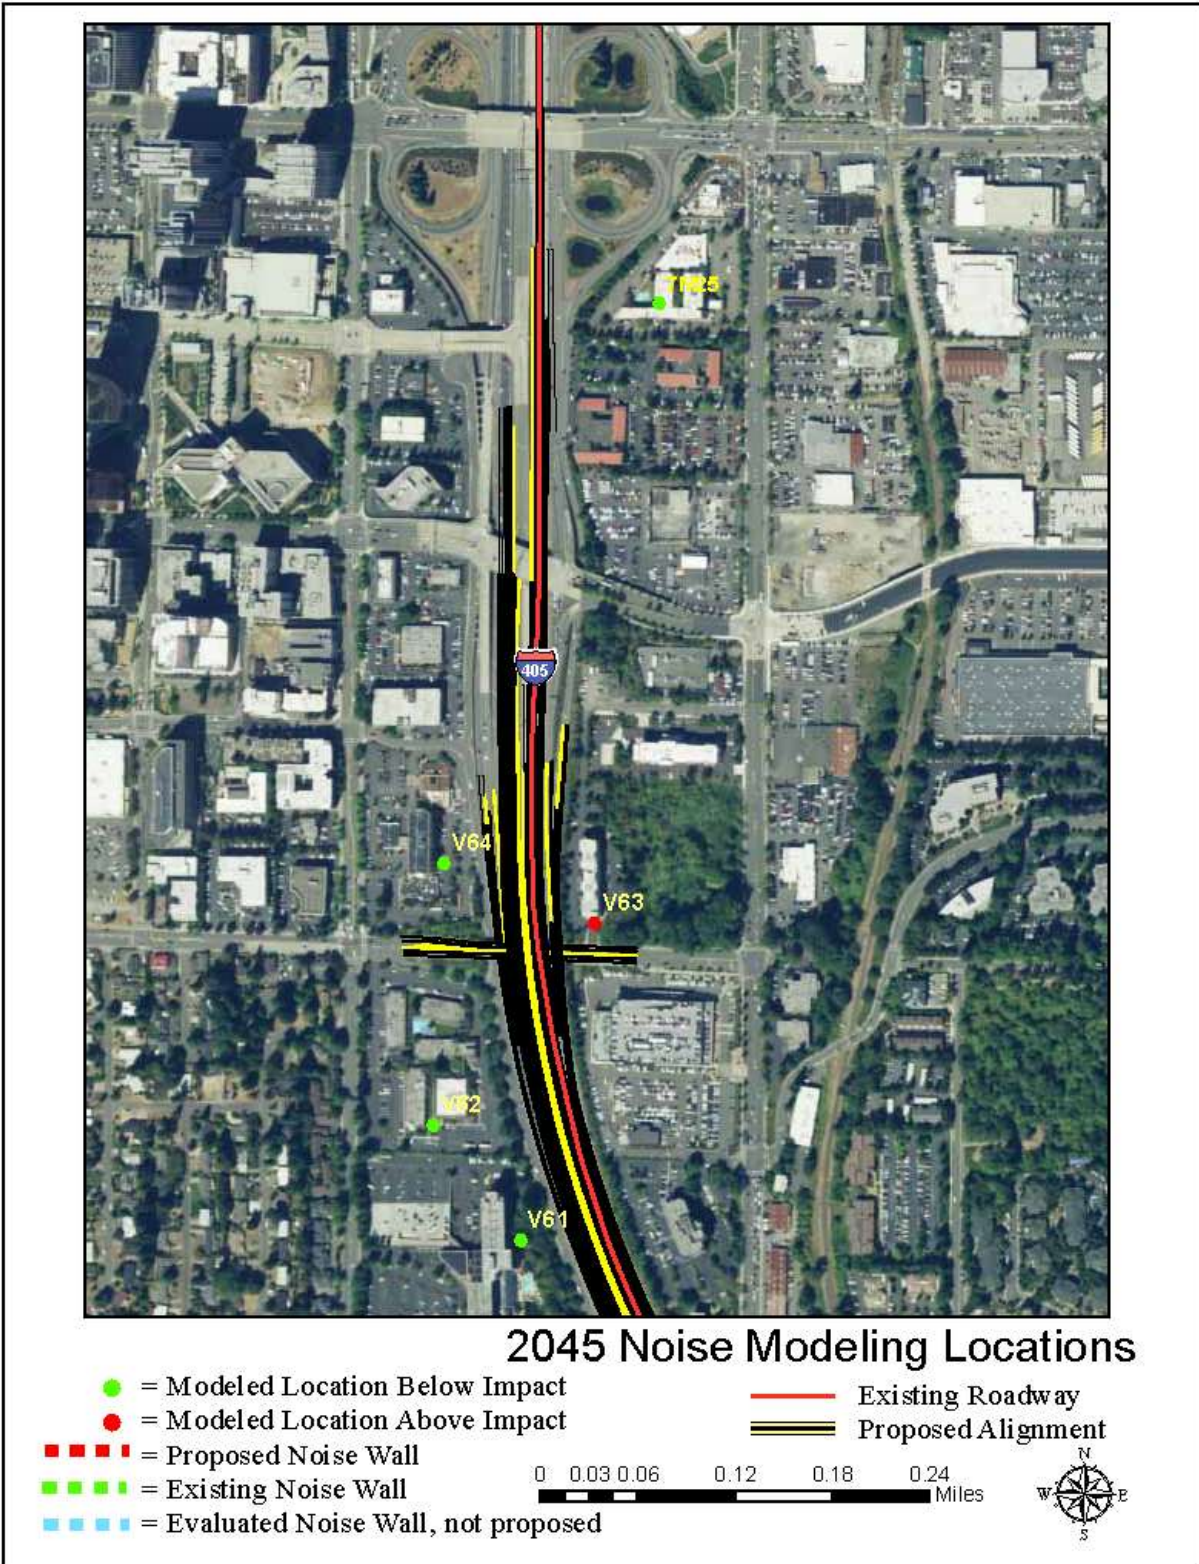 405
V64
V63
V61
2045 Noise Modeling Locations
= Modeled Location Below Impact
= Modeled Location Above Impact
= Proposed Noise Wall
= Existing Noise Wall
= Evaluated Noise Wall, not proposed
Existing Roadway
Proposed Alignment
0 0.03 0.06 0.12 0.18 0.24
Miles
N
W E
S